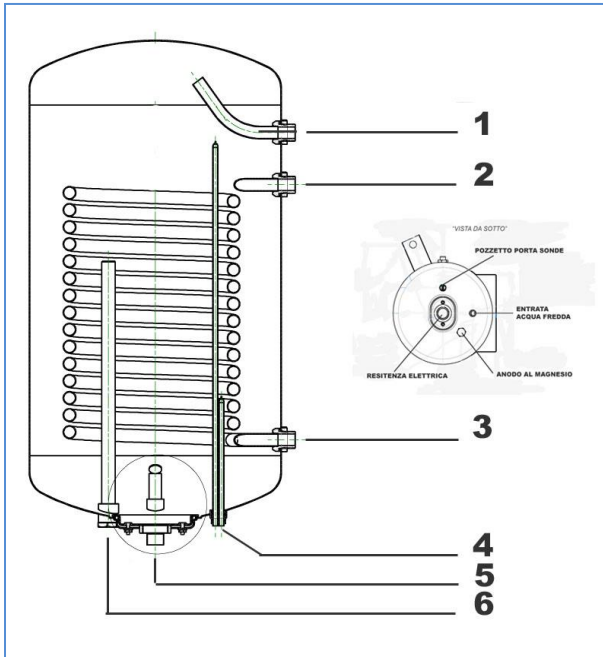 1
2
"VISTA DA SOTTO"
POZZETTO PORTA SONDE
ENTRATA
ACQUA FREDDA
RESITENZA ELETTRICA
ANODO AL MAGNESIO
3
4
5
6